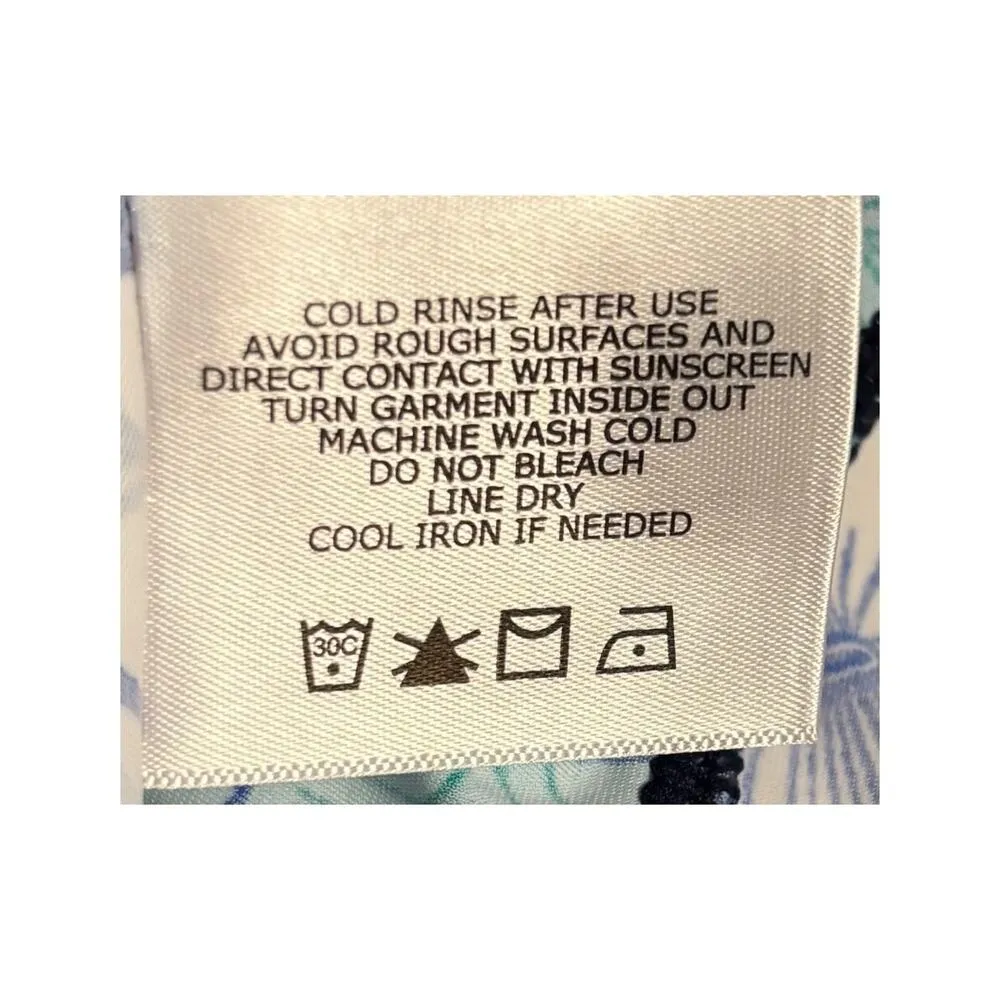 COLD RINSE AFTER USE
AVOID ROUGH SURFACES AND
DIRECT CONTACT WITH SUNSCREEN
TURN GARMENT INSIDE OUT
MACHINE WASH COLD
DO NOT BLEACH
LINE DRY
COOL IRON IF NEEDED
30C